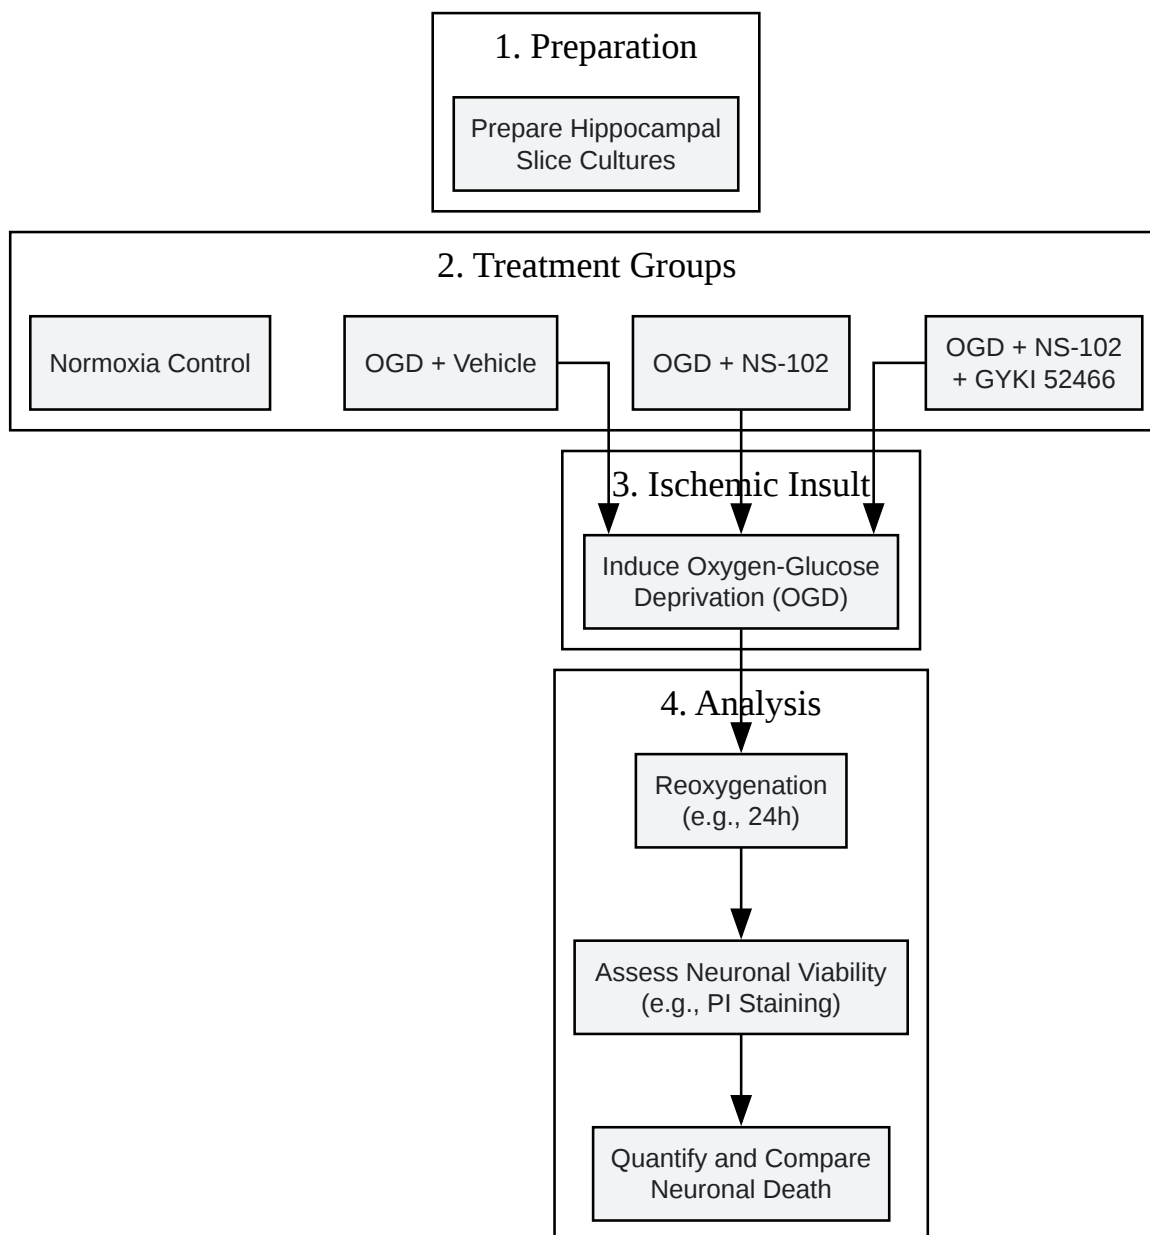 1. Preparation
Prepare Hippocampal
Slice Cultures
2. Treatment Groups
Normoxia Control
OGD + Vehicle
OGD + NS-102
OGD + NS-102
+ GYKI 52466
3. Ischemic Insult
Induce Oxygen-Glucose
Deprivation (OGD)
4. Analysis
Reoxygenation
(e.g., 24h)
Assess Neuronal Viability
(e.g., PI Staining)
Quantify and Compare
Neuronal Death